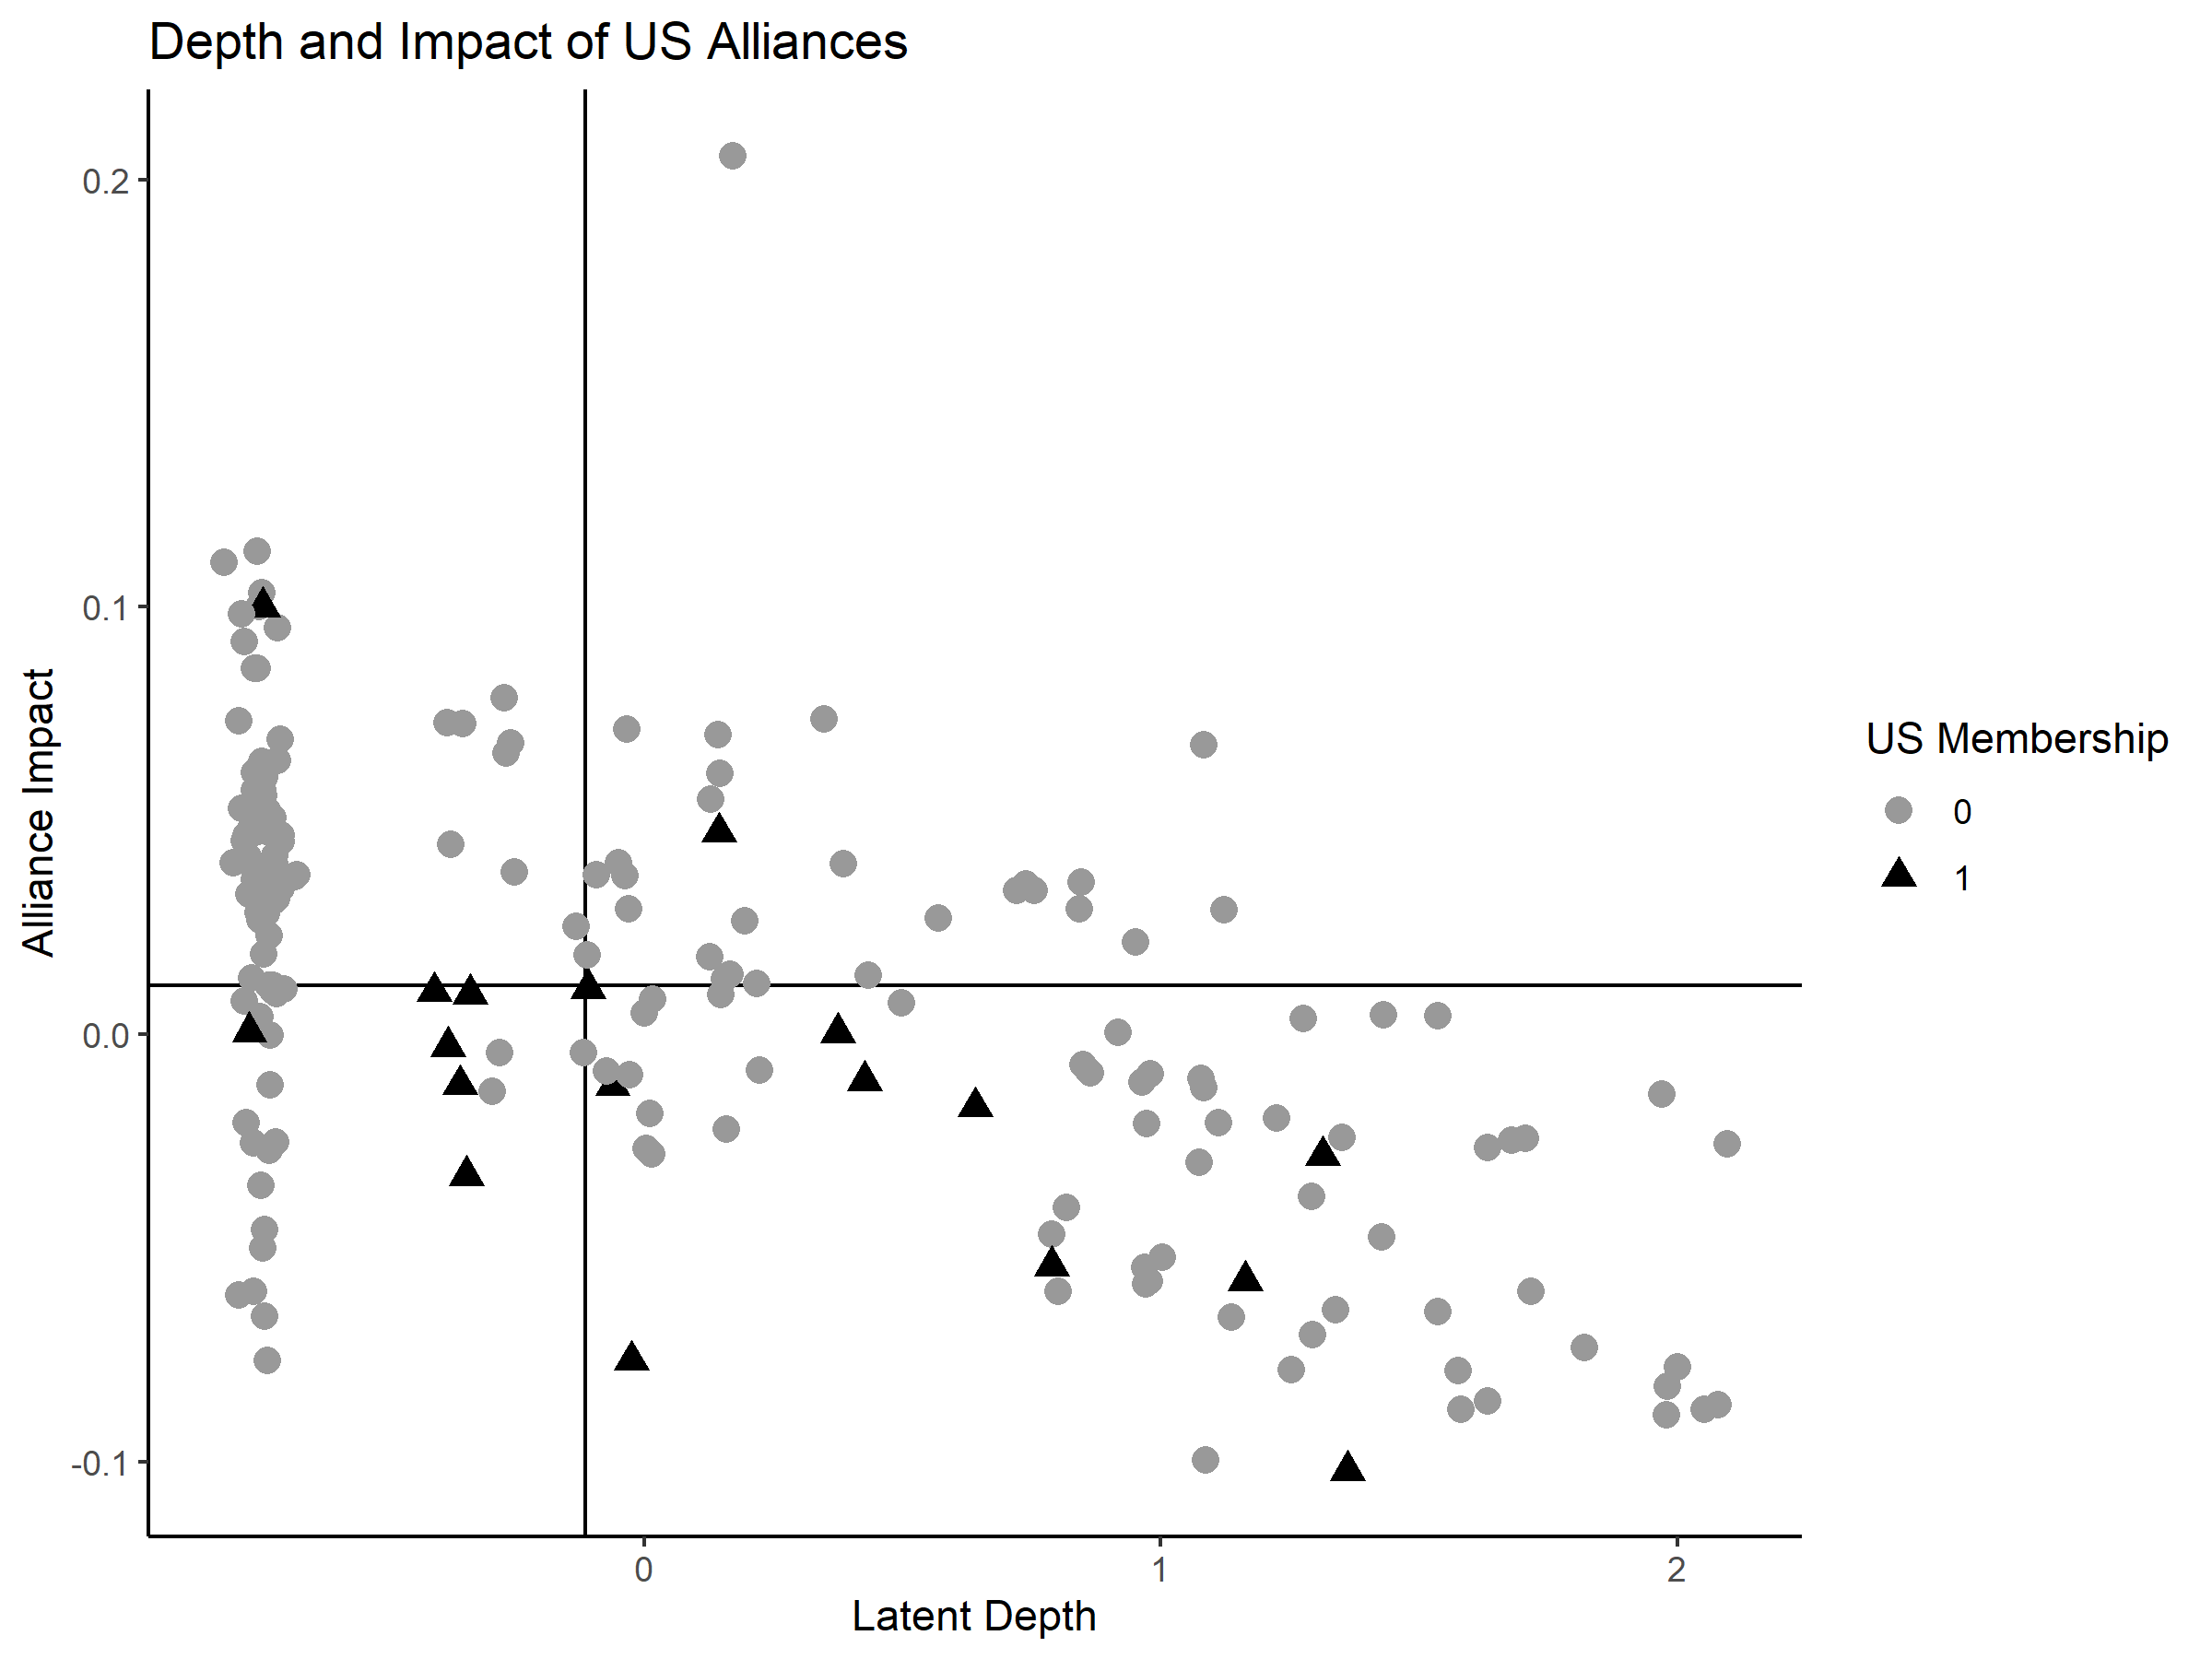 Depth and Impact of US Alliances
0.2
0.1
0.0
-0.1
Alliance Impact
0
1
2
Latent Depth
US Membership
0
1